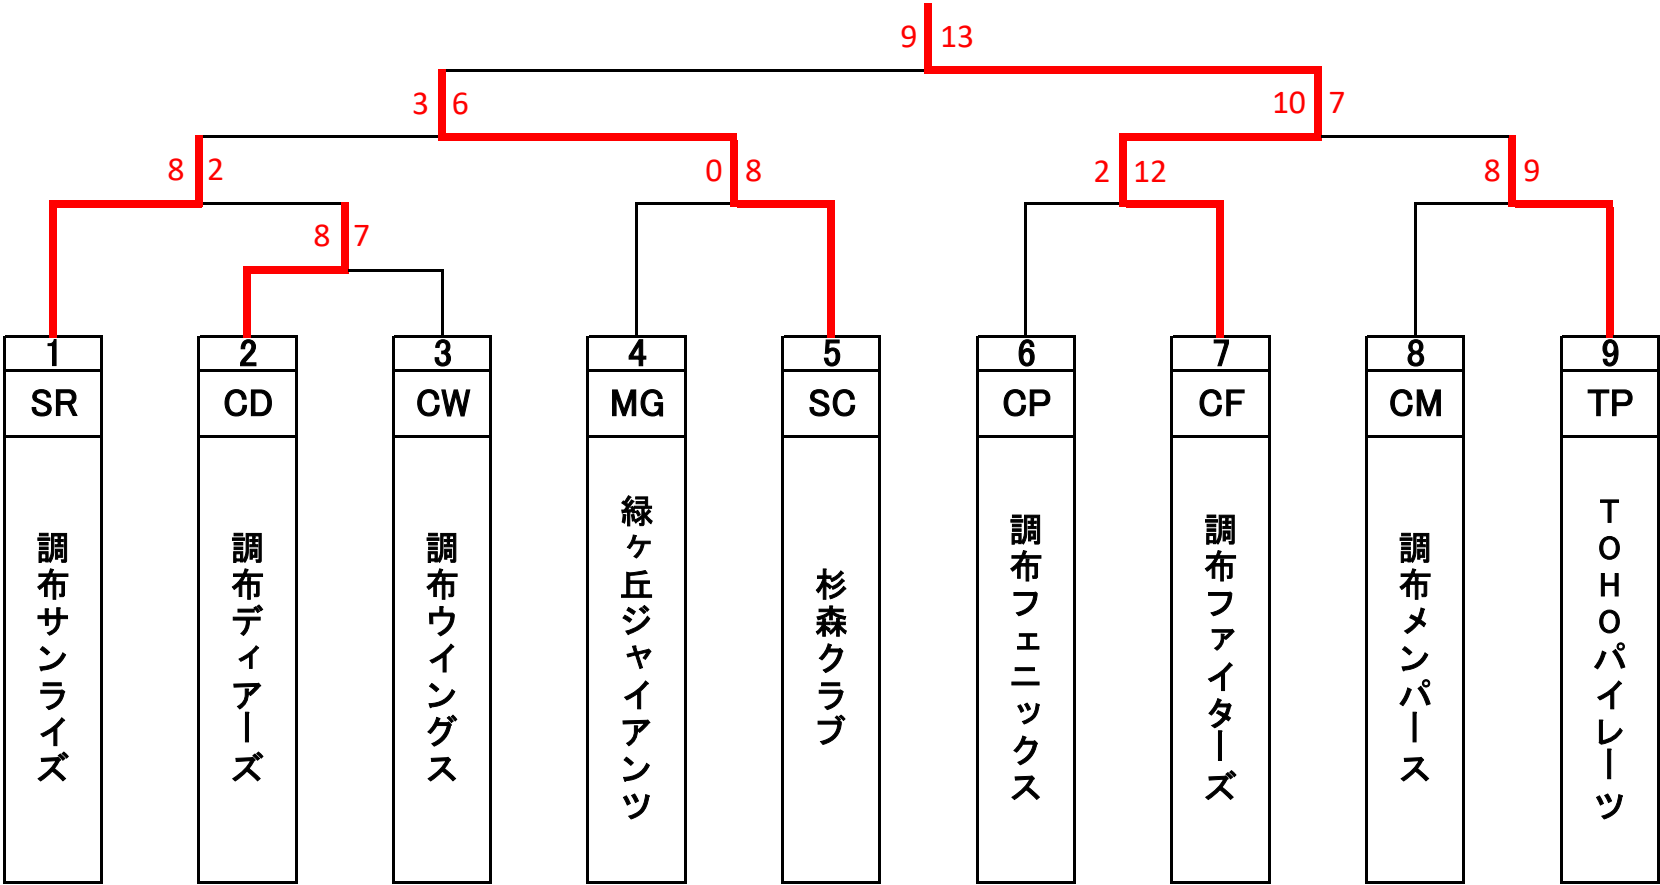 9 13
3 6
10 7
8 2
0 8
2 12
8 9
8 7
1 2 3 4 5 6 7 8 9
SR CD CW MG SC CP CF CM TP
調布サンライズ
調布ディアーズ
調布ウイングス
緑ヶ丘ジャイアンツ
杉森クラブ
調布フェニックス
調布ファイターズ
調布メンパース
TOHOパイレーツ